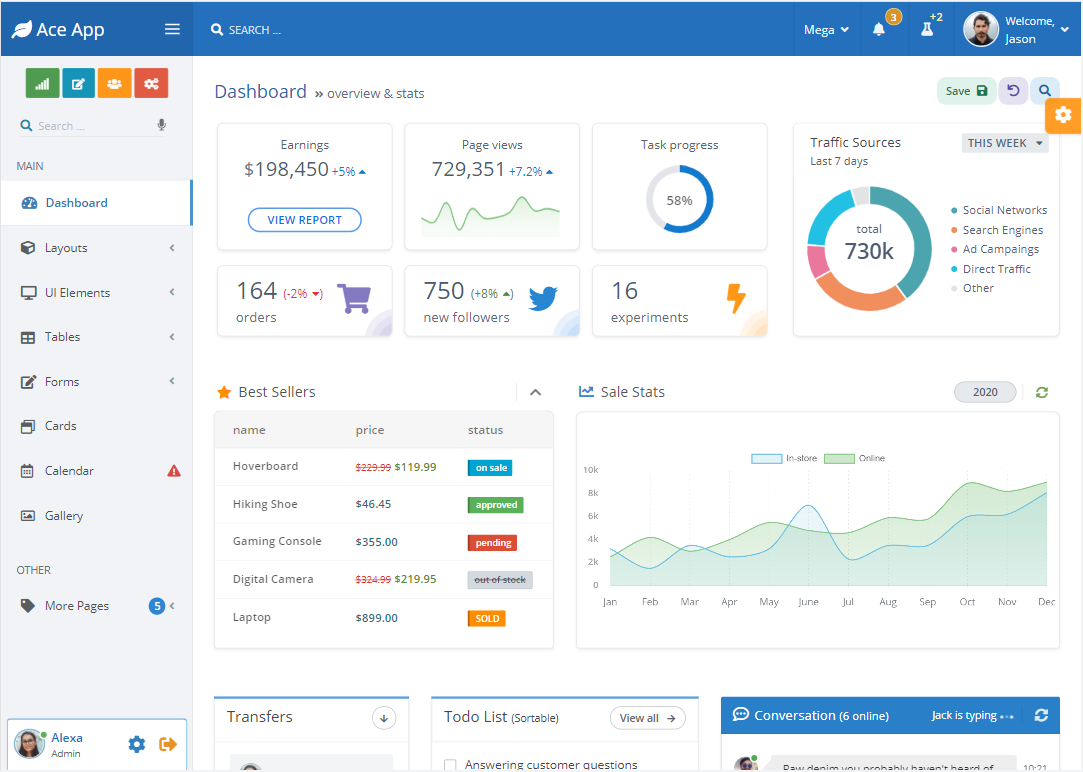 Ace App
SEARCH ...
Mega
3
+2
Welcome,
Jason
Search ...
MAIN
Dashboard
Layouts
UI Elements
Tables
Forms
Cards
Calendar
Gallery
OTHER
More Pages
5
Alexa
Admin
Dashboard » overview & stats
Save
Earnings
$198,450 +5%
VIEW REPORT
Page views
729,351 +7.2%
Task progress
58%
Traffic Sources
Last 7 days
THIS WEEK
total
730k
Social Networks
Search Engines
Ad Campaings
Direct Traffic
Other
164 (-2% )
orders
750 (+8% )
new followers
16
experiments
Best Sellers
name price status
Hoverboard $229.99 $119.99 on sale
Hiking Shoe $46.45 approved
Gaming Console $355.00 pending
Digital Camera $324.99 $219.95 out of stock
Laptop $899.00 SOLD
Sale Stats
2020
In-store Online
10k
8k
6k
4k
2k
0
Jan Feb Mar Apr May June Jul Aug Sep Oct Nov Dec
Transfers
Todo List (Sortable)
View all
Answering customer questions
Conversation (6 online)
Jack is typing
Paw denim you probably haven't heard of
10:21